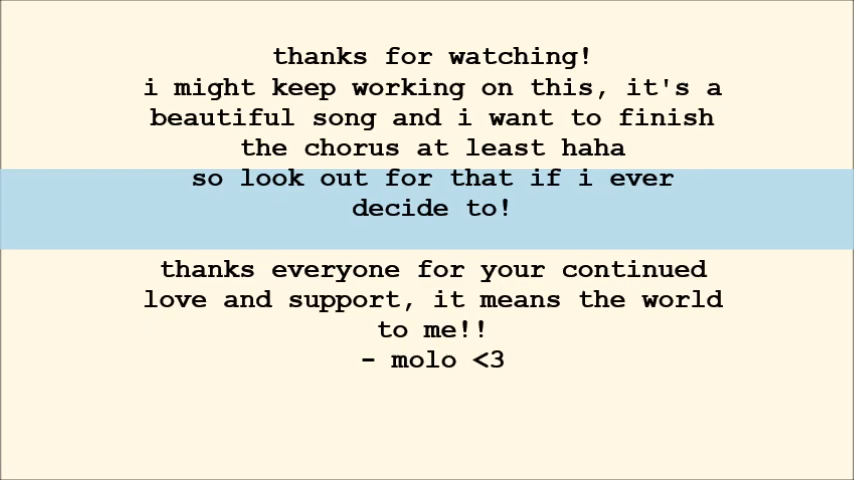 thanks for watching!
i might keep working on this, it's a
beautiful song and i want to finish
the chorus at least haha
so look out for that if i ever
decide to!
thanks everyone for your continued
love and support, it means the world
to me!!
- molo <3